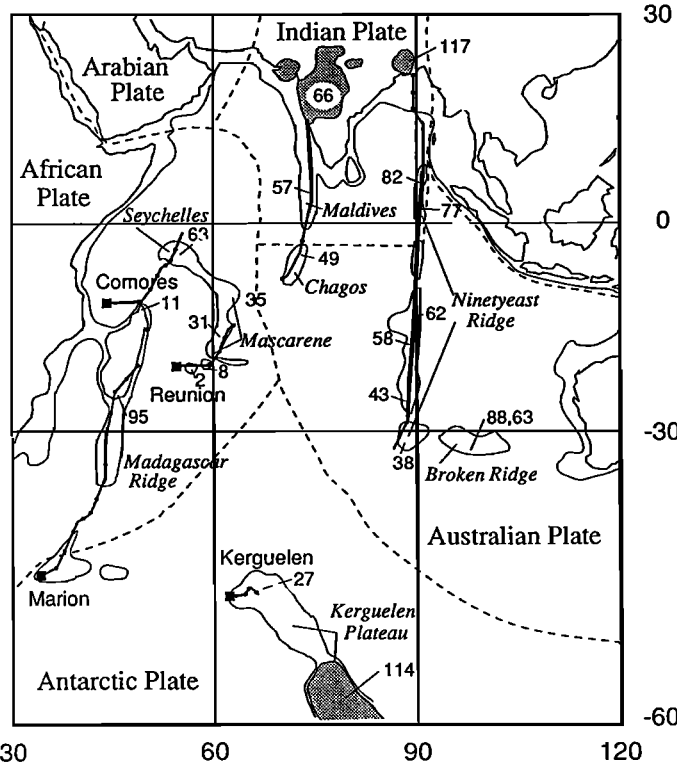 30
Indian Plate
117
Arabian
Plate
66
African
Plate
82
57
Maldives
77
Seychelles
0
63
49
Comores
Chagos
11
35
Ninetyeast
Ridge
62
31
Mascarene
58
2
8
Reunion
43
95
88,63
-30
38
Madagascar
Ridge
Broken Ridge
Australian Plate
Kerguelen
27
Marion
Kerguelen
Plateau
114
Antarctic Plate
-60
30
60
90
120